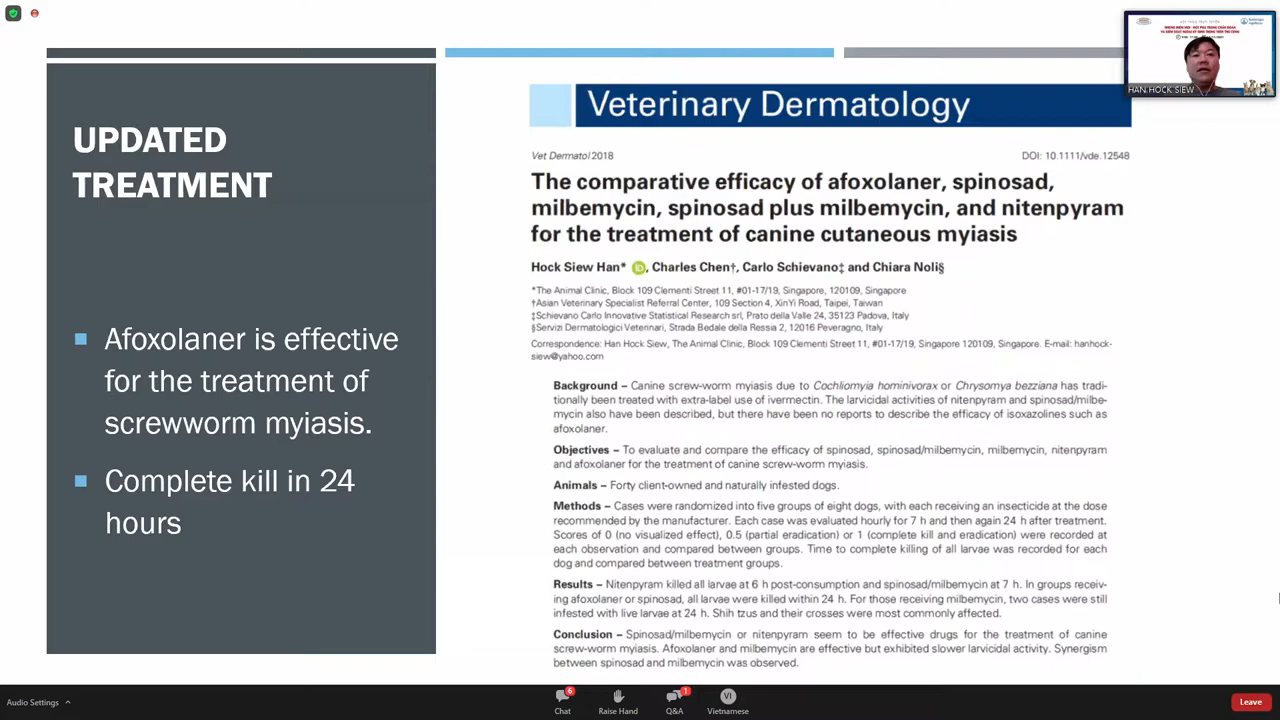 UPDATED
TREATMENT
Afoxolaner is effective
for the treatment of
screwworm myiasis.
Complete kill in 24
hours
Veterinary Dermatology
Vet Dermatol 2018
DOI: 10.1111/vde.12548
The comparative efficacy of afoxolaner, spinosad,
milbemycin, spinosad plus milbemycin, and nitenpyram
for the treatment of canine cutaneous myiasis
Hock Siew Han* iD, Charles Chen†, Carlo Schievano‡ and Chiara Noli§
*The Animal Clinic, Block 109 Clementi Street 11, #01-17/19, Singapore, 120109, Singapore
†Asian Veterinary Specialist Referral Center, 109 Section 4, XinYi Road, Taipei, Taiwan
‡Schievano Carlo Innovative Statistical Research srl, Prato della Valle 24, 35123 Padova, Italy
§Servizi Dermatologici Veterinari, Strada Bedale della Ressia 2, 12016 Peveragno, Italy
Correspondence: Han Hock Siew, The Animal Clinic, Block 109 Clementi Street 11, #01-17/19, Singapore 120109, Singapore. E-mail: hanhock-
siew@yahoo.com
Background – Canine screw-worm myiasis due to Cochliomyia hominivorax or Chrysomya bezziana has tradi-
tionally been treated with extra-label use of ivermectin. The larvicidal activities of nitenpyram and spinosad/milbe-
mycin also have been described, but there have been no reports to describe the efficacy of isoxazolines such as
afoxolaner.
Objectives – To evaluate and compare the efficacy of spinosad, spinosad/milbemycin, milbemycin, nitenpyram
and afoxolaner for the treatment of canine screw-worm myiasis.
Animals – Forty client-owned and naturally infested dogs.
Methods – Cases were randomized into five groups of eight dogs, with each receiving an insecticide at the dose
recommended by the manufacturer. Each case was evaluated hourly for 7 h and then again 24 h after treatment.
Scores of 0 (no visualized effect), 0.5 (partial eradication) or 1 (complete kill and eradication) were recorded at
each observation and compared between groups. Time to complete killing of all larvae was recorded for each
dog and compared between treatment groups.
Results – Nitenpyram killed all larvae at 6 h post-consumption and spinosad/milbemycin at 7 h. In groups receiv-
ing afoxolaner or spinosad, all larvae were killed within 24 h. For those receiving milbemycin, two cases were still
infested with live larvae at 24 h. Shih tzus and their crosses were most commonly affected.
Conclusion – Spinosad/milbemycin or nitenpyram seem to be effective drugs for the treatment of canine
screw-worm myiasis. Afoxolaner and milbemycin are effective but exhibited slower larvicidal activity. Synergism
between spinosad and milbemycin was observed.
HAN HOCK SIEW
Audio Settings
6
Chat
Raise Hand
1
Q&A
VI
Vietnamese
Leave